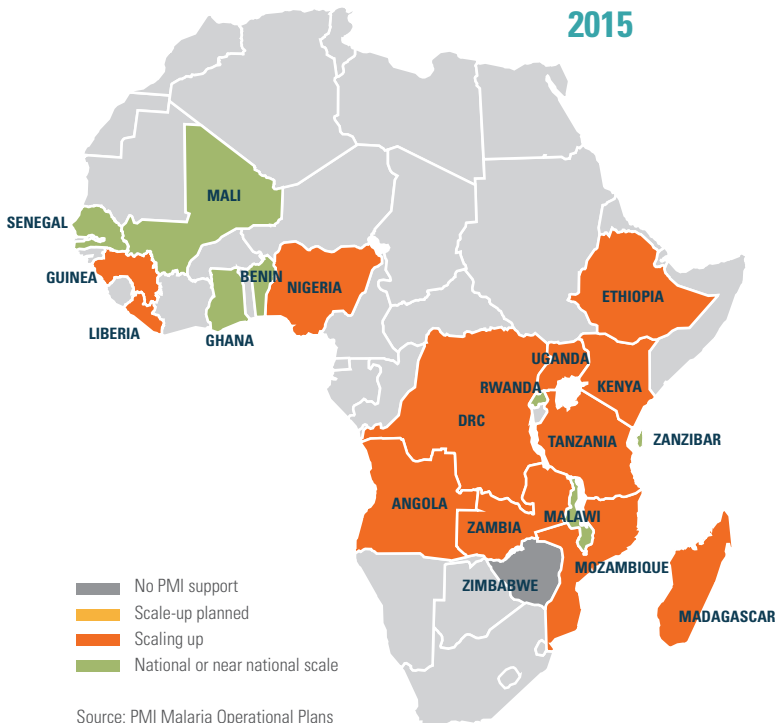 2015
MALI
SENEGAL
GUINEA
BENIN
NIGERIA
ETHIOPIA
LIBERIA
GHANA
UGANDA
RWANDA
KENYA
DRC
TANZANIA
ZANZIBAR
ANGOLA
MALAWI
ZAMBIA
MOZAMBIQUE
ZIMBABWE
MADAGASCAR
No PMI support
Scale-up planned
Scaling up
National or near national scale
Source: PMI Malaria Operational Plans